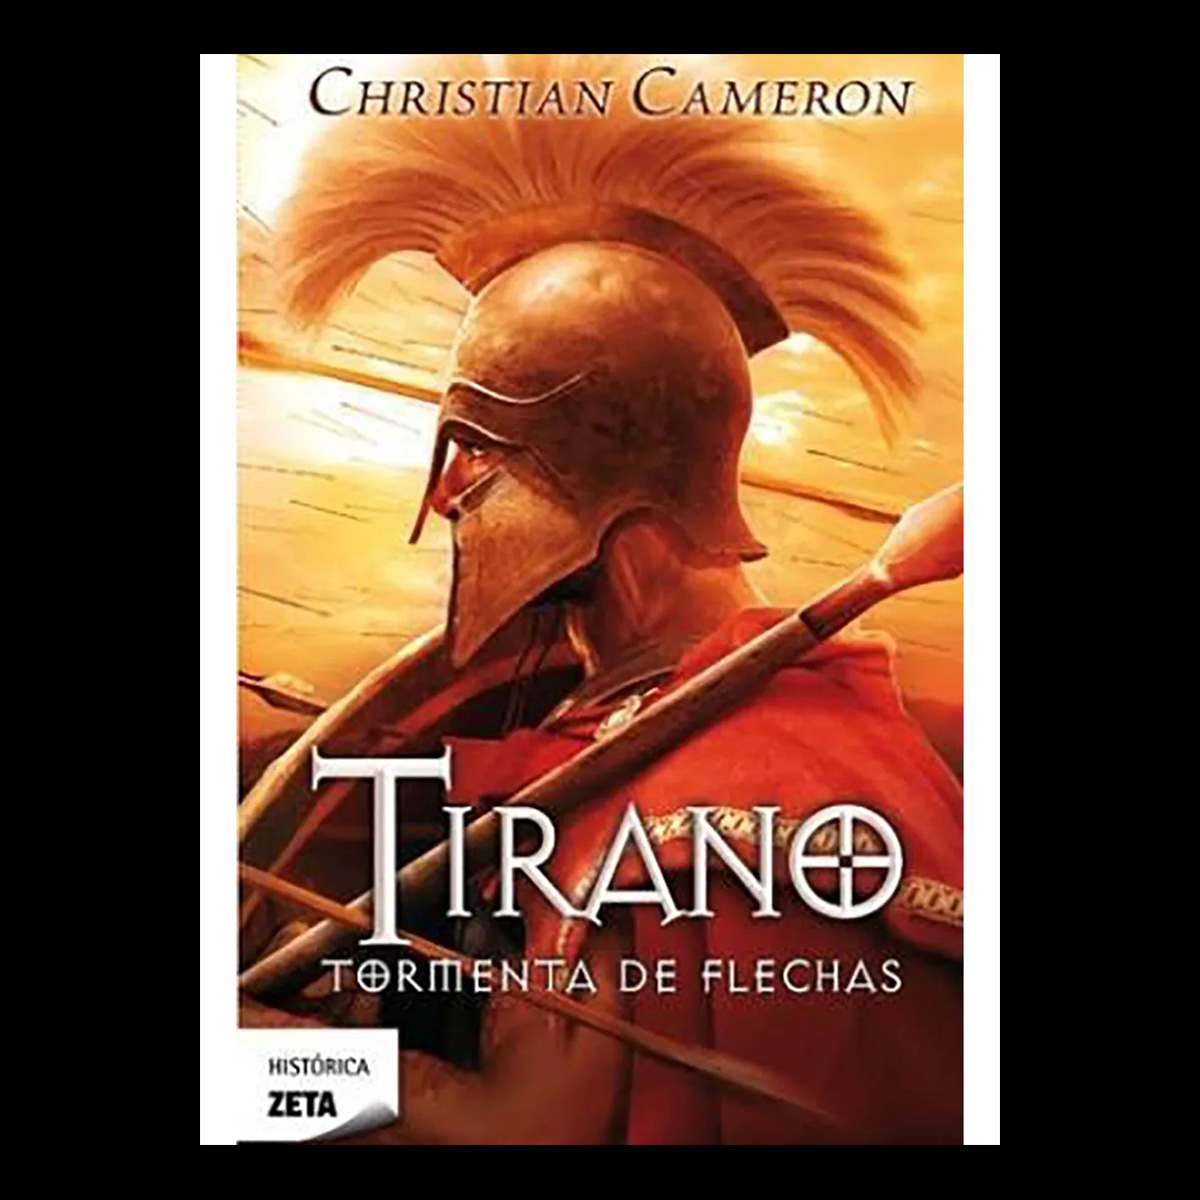 CHRISTIAN CAMERON
TIRANO
TORMENTA DE FLECHAS
HISTÓRICA
ZETA